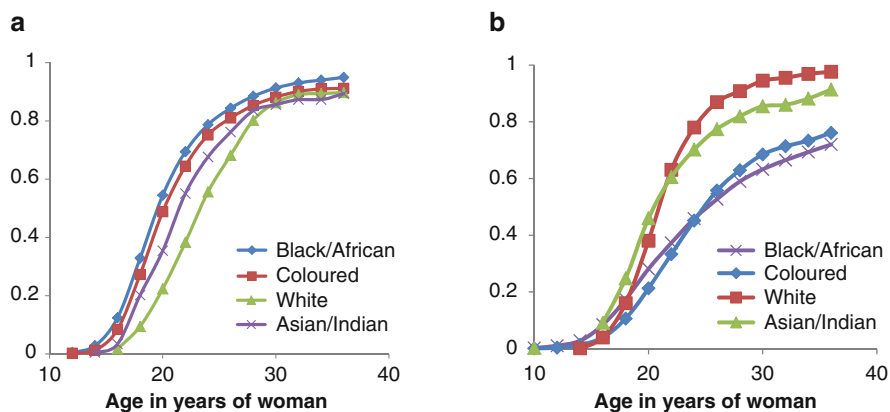 a
1
0.8
0.6
0.4
0.2
0
0 10 20 30 40
Black/African
Coloured
White
Asian/Indian
Age in years of woman
b
1
0.8
0.6
0.4
0.2
0
10 20 30 40
Black/African
Coloured
White
Asian/Indian
Age in years of woman